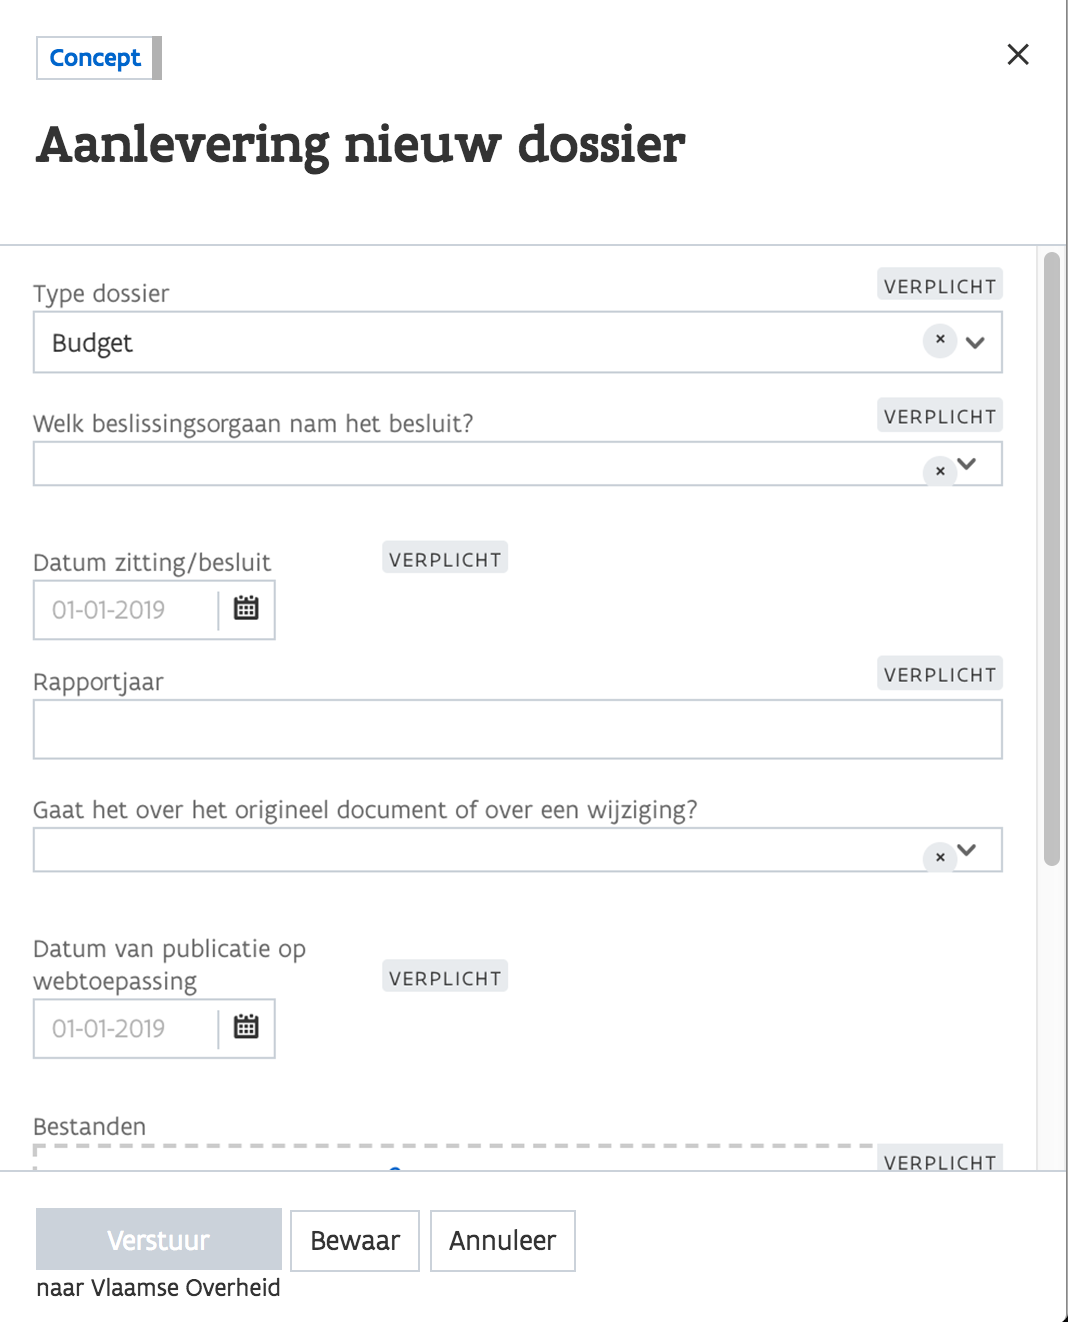 Concept
Aanlevering nieuw dossier
Type dossier
VERPLICHT
Budget
Welk beslissingsorgaan nam het besluit?
VERPLICHT
Datum zitting/besluit
VERPLICHT
01-01-2019
Rapportjaar
VERPLICHT
Gaat het over het origineel document of over een wijziging?
Datum van publicatie op
webtoepassing
VERPLICHT
01-01-2019
Bestanden
VERPLICHT
Verstuur
Bewaar
Annuleer
naar Vlaamse Overheid